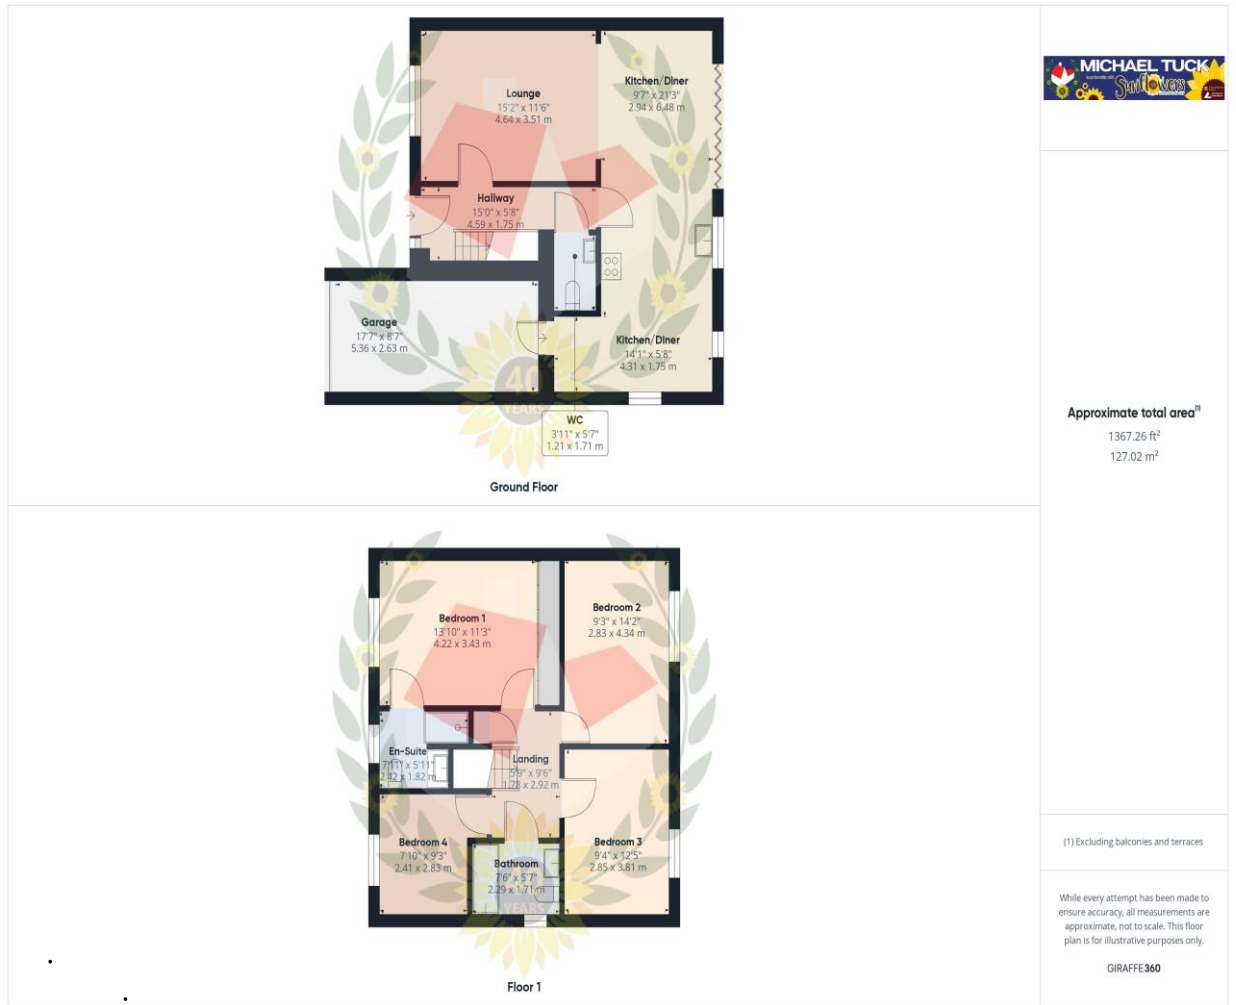 Lounge
15'2" x 11'6"
4.64 x 3.51 m
Kitchen/Diner
9'7" x 21'3"
2.94 x 6.48 m
Hallway
15'0" x 5'8"
4.59 x 1.75 m
Garage
17'7" x 8'7"
5.36 x 2.63 m
Kitchen/Diner
14'1" x 5'8"
4.31 x 1.75 m
40
YEARS
WC
3'11" x 5'7"
1.21 x 1.71 m
Ground Floor
Bedroom 1
13'10" x 11'3"
4.22 x 3.43 m
Bedroom 2
9'3" x 14'2"
2.83 x 4.34 m
En-Suite
7'11" x 5'11"
2.42 x 1.82 m
Landing
5'9" x 9'6"
1.78 x 2.92 m
Bedroom 4
7'10" x 9'3"
2.41 x 2.83 m
Bathroom
7'6" x 5'7"
2.29 x 1.71 m
Bedroom 3
9'4" x 12'5"
2.85 x 3.81 m
YEARS
Floor 1
MICHAEL TUCK
Sunflowers
Approximate total area(1)
1367.26 ft²
127.02 m²
(1) Excluding balconies and terraces
While every attempt has been made to
ensure accuracy, all measurements are
approximate, not to scale. This floor
plan is for illustrative purposes only.
GIRAFFE360